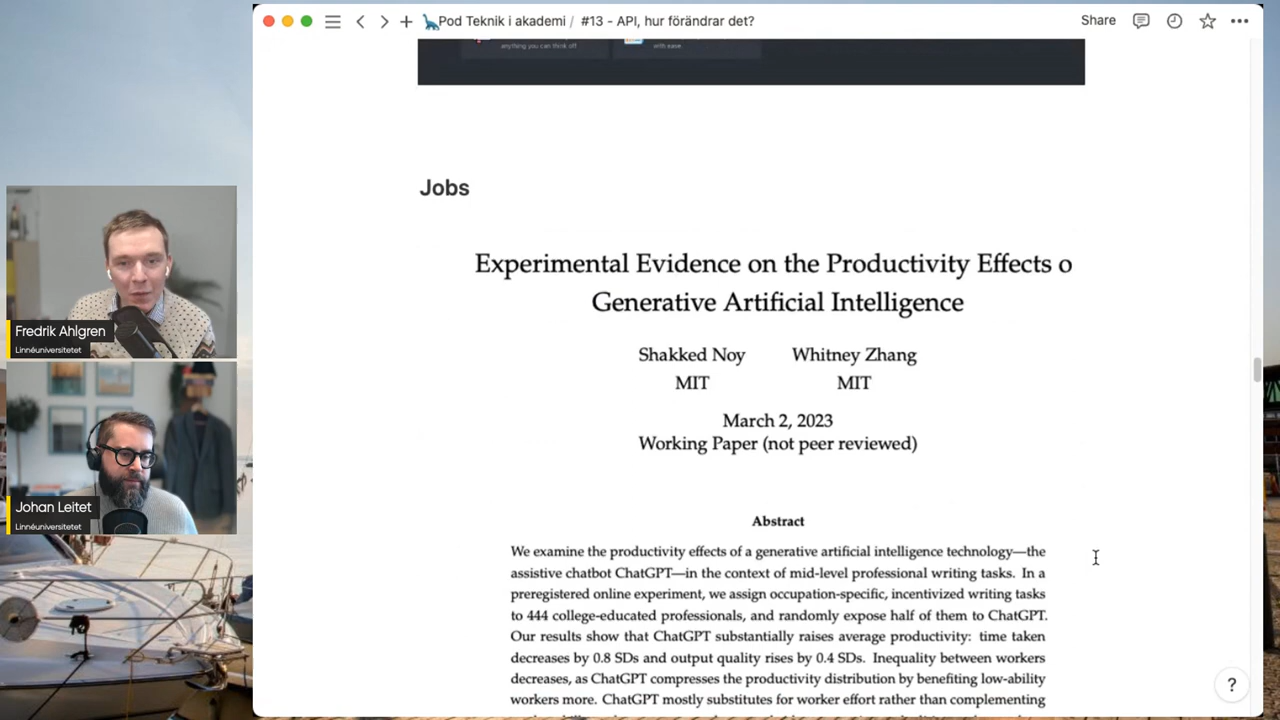 Pod Teknik i akademi / #13 - API, hur förändrar det?
Share
anything you can think off
with ease.
Jobs
Experimental Evidence on the Productivity Effects o
Generative Artificial Intelligence
Shakked Noy Whitney Zhang
MIT MIT
March 2, 2023
Working Paper (not peer reviewed)
Abstract
We examine the productivity effects of a generative artificial intelligence technology—the
assistive chatbot ChatGPT—in the context of mid-level professional writing tasks. In a
preregistered online experiment, we assign occupation-specific, incentivized writing tasks
to 444 college-educated professionals, and randomly expose half of them to ChatGPT.
Our results show that ChatGPT substantially raises average productivity: time taken
decreases by 0.8 SDs and output quality rises by 0.4 SDs. Inequality between workers
decreases, as ChatGPT compresses the productivity distribution by benefiting low-ability
workers more. ChatGPT mostly substitutes for worker effort rather than complementing
?
Fredrik Ahlgren
Linnéuniversitetet
Johan Leitet
Linnéuniversitetet